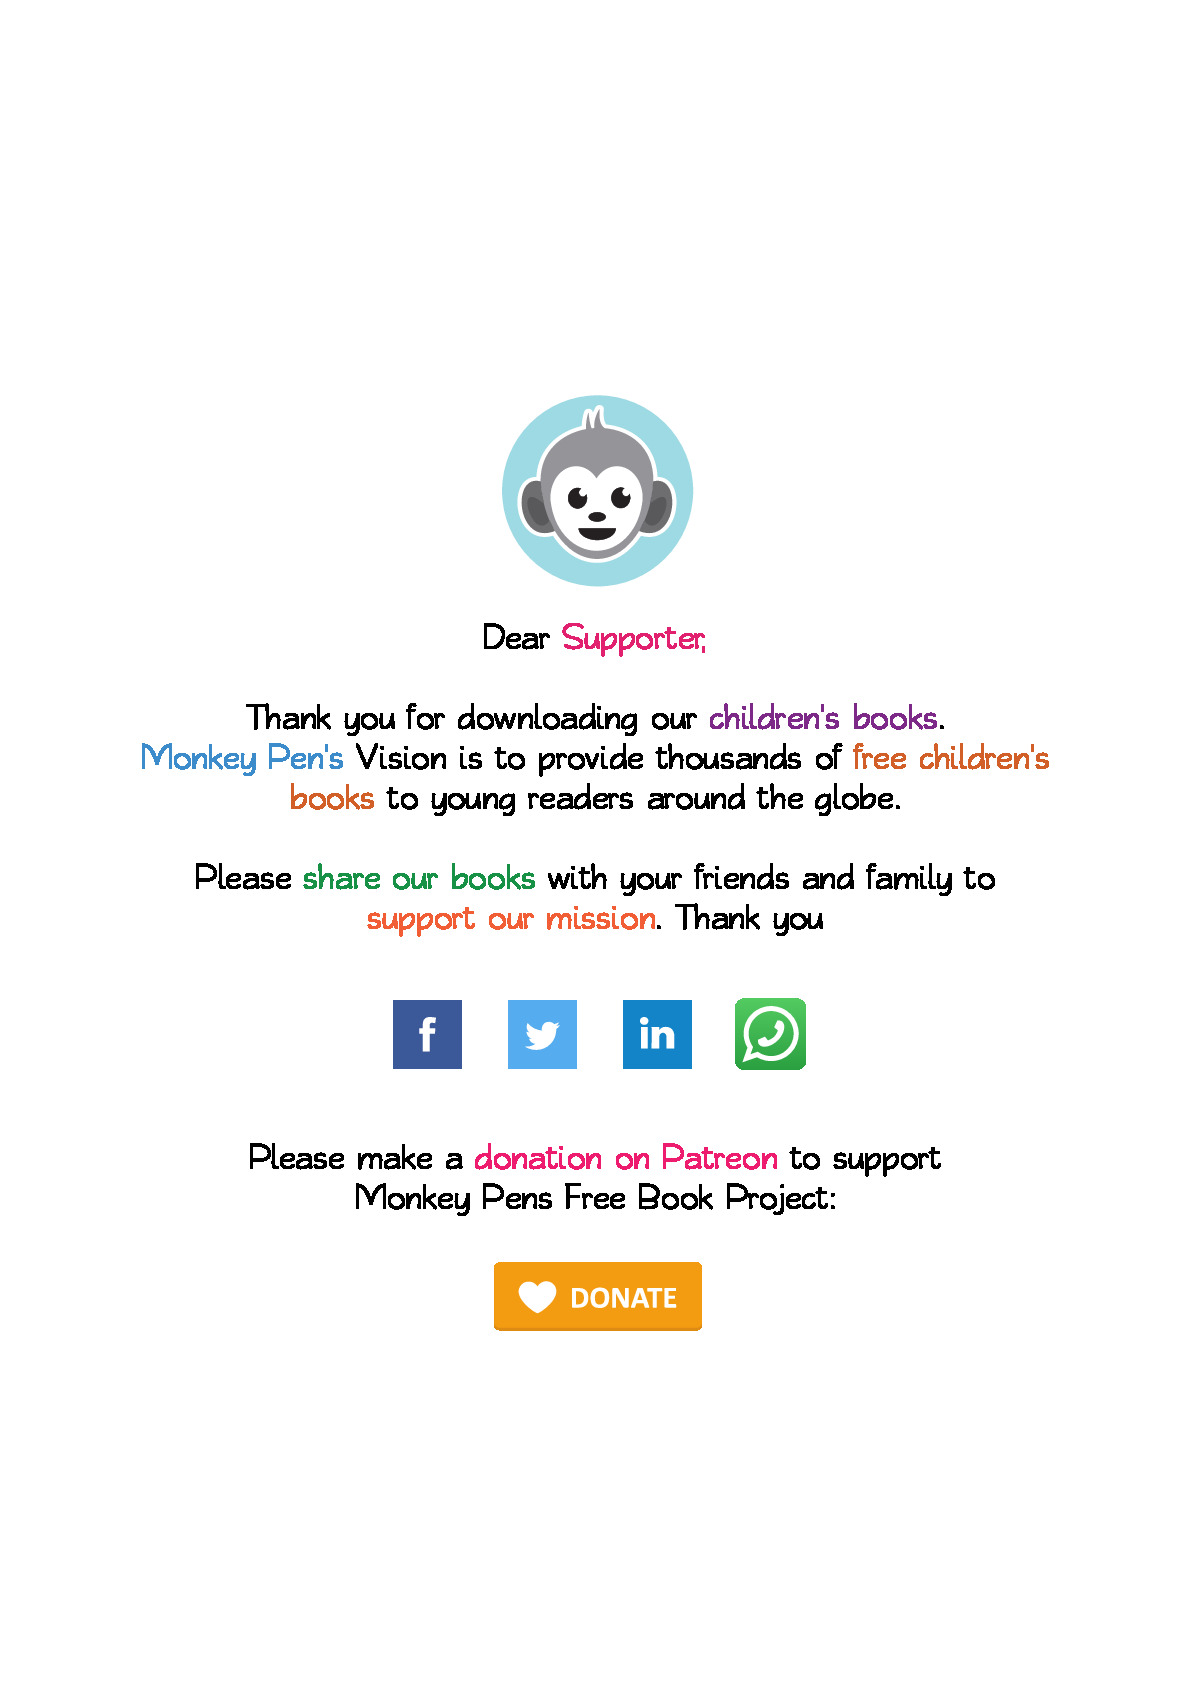 Dear Supporter,
Thank you for downloading our children's books.
Monkey Pen's Vision is to provide thousands of free children's
books to young readers around the globe.
Please share our books with your friends and family to
support our mission. Thank you
f
in
Please make a donation on Patreon to support
Monkey Pens Free Book Project:
DONATE